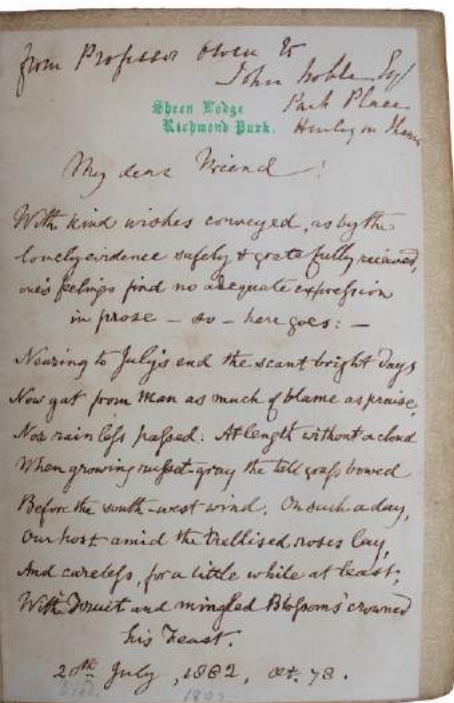 from Professor Owen to
John Noble Esq
Park Place
Henley on Thames
Sheen Lodge
Richmond Park.
My dear Friend!
With kind wishes conveyed, as by the
lovely evidence safely & gratefully received,
one's feelings find no adequate expression
in prose — so — here goes: —
Nearing to July's end the scant bright days
Now gat from Man as much of blame as praise,
Nor rainless passed. At length without a cloud
When growing russet-gray the tall grass bowed
Before the south-west wind. On such a day,
Our host amid the trellised roses lay,
And careless, for a little while at least,
With and mingled Blossoms' crowned
his Feast.
20th July, 1882, æt. 78.